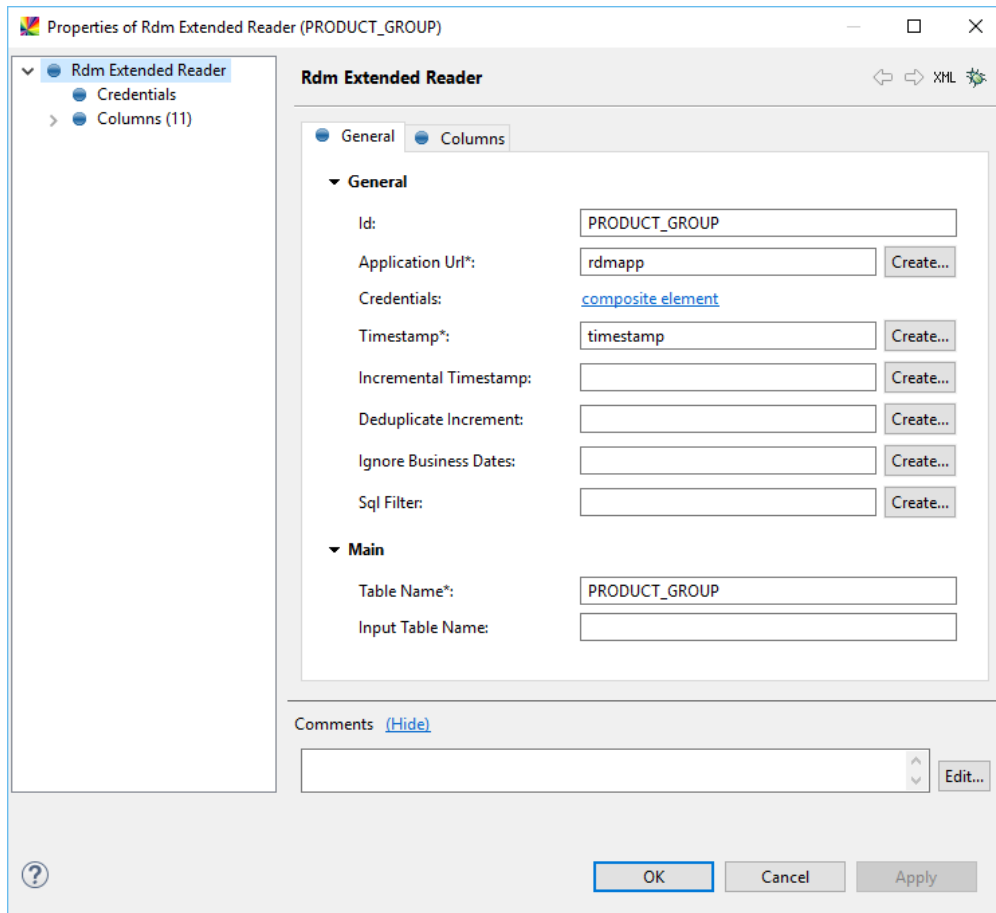 Properties of Rdm Extended Reader (PRODUCT_GROUP)
Rdm Extended Reader
Credentials
Columns (11)
Rdm Extended Reader
XML
General
Columns
General
Id: PRODUCT_GROUP
Application Url*: rdmapp Create...
Credentials: composite element
Timestamp*: timestamp Create...
Incremental Timestamp: Create...
Deduplicate Increment: Create...
Ignore Business Dates: Create...
Sql Filter: Create...
Main
Table Name*: PRODUCT_GROUP
Input Table Name:
Comments (Hide)
Edit...
? OK Cancel Apply